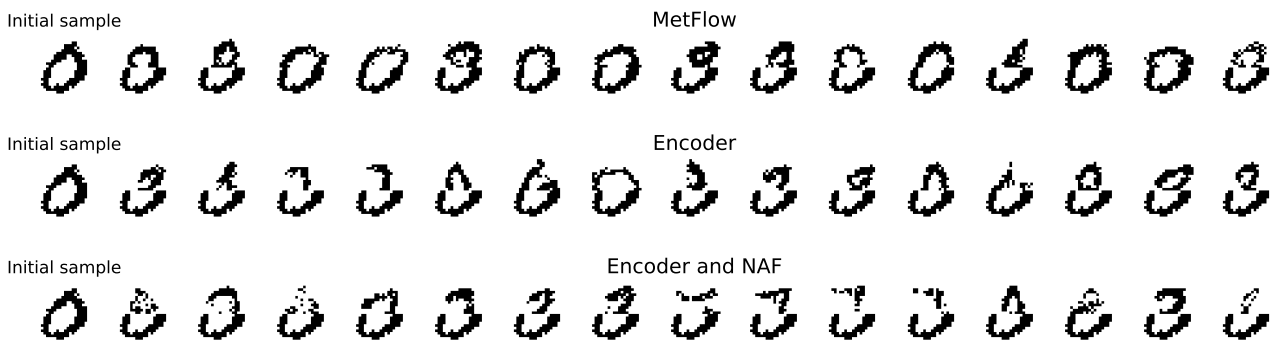 Initial sample
MetFlow
Initial sample
Encoder
Initial sample
Encoder and NAF